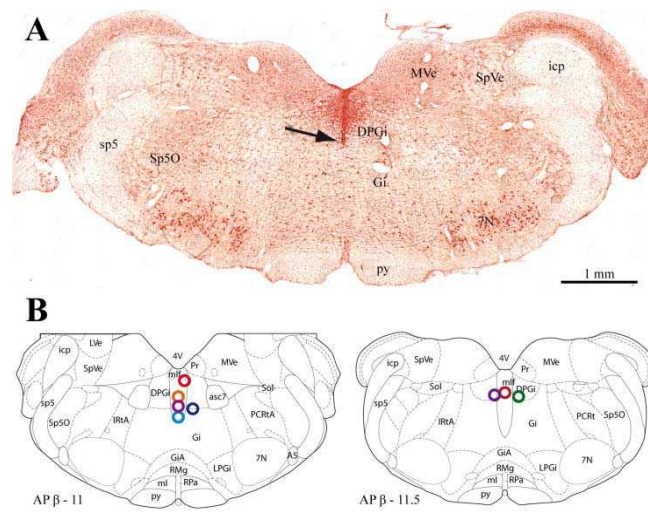 A
MVe
SpVe
icp
DPGi
sp5
Sp5O
Gi
7N
py
1 mm
B
icp
LVe
SpVe
4V
Pr
MVe
mlf
Sol
DPGi
asc7
sp5
Sp5O
IRtA
PCRtA
Gi
GiA
7N
A5
RMg
LPGi
ml
RPa
py
AP β - 11
icp
SpVe
4V
Pr
MVe
mlf
Sol
DPGi
sp5
IRtA
PCRt
Sp5O
Gi
GiA
7N
RMg
LPGi
ml
RPa
py
AP β - 11.5